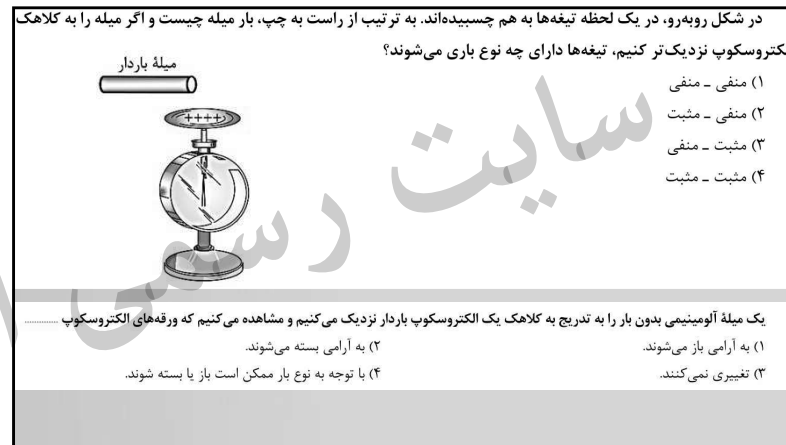 در شکل روبه‌رو، در یک لحظه تیغه‌ها به هم چسبیده‌اند. به ترتیب از راست به چپ، بار میله چیست و اگر میله را به کلاهک
کتروسکوپ نزدیک‌تر کنیم، تیغه‌ها دارای چه نوع باری می‌شوند؟
۱) منفی ـ منفی
۲) منفی ـ مثبت
۳) مثبت ـ منفی
۴) مثبت ـ مثبت
میلهٔ باردار
++++
یک میلهٔ آلومینیمی بدون بار را به تدریج به کلاهک یک الکتروسکوپ باردار نزدیک می‌کنیم و مشاهده می‌کنیم که ورقه‌های الکتروسکوپ ............
۱) به آرامی باز می‌شوند.
۲) به آرامی بسته می‌شوند.
۳) تغییری نمی‌کنند.
۴) با توجه به نوع بار ممکن است باز یا بسته شوند.
سایت رسمی